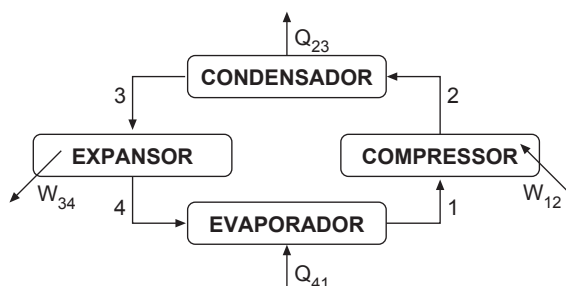 Q23
CONDENSADOR
3
2
EXPANSOR
COMPRESSOR
W34
W12
4
1
EVAPORADOR
Q41